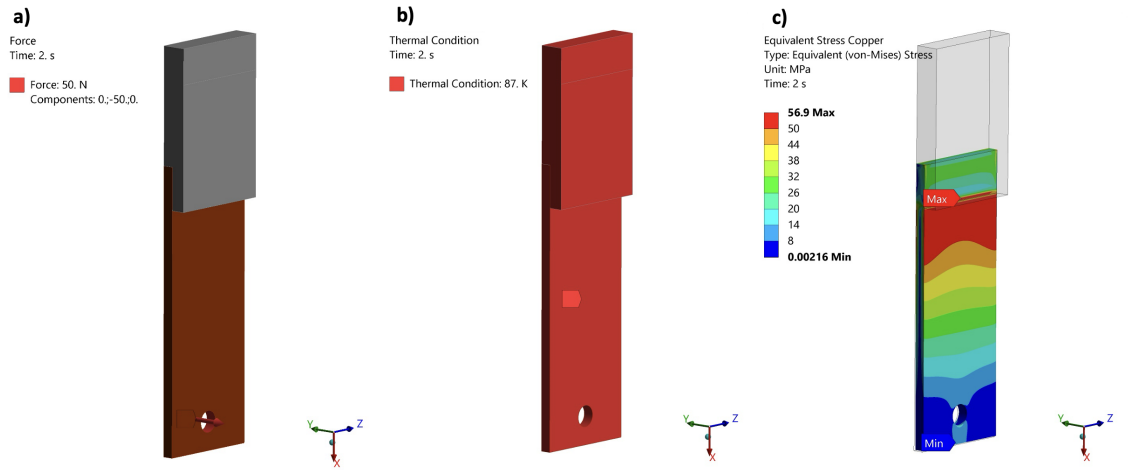 a)
Force
Time: 2. s
Force: 50. N
Components: 0.;-50.;0.
Y
Z
X
b)
Thermal Condition
Time: 2. s
Thermal Condition: 87. K
Y
Z
X
c)
Equivalent Stress Copper
Type: Equivalent (von-Mises) Stress
Unit: MPa
Time: 2 s
56.9 Max
50
44
38
32
26
20
14
8
0.00216 Min
Max
Min
Y
Z
X